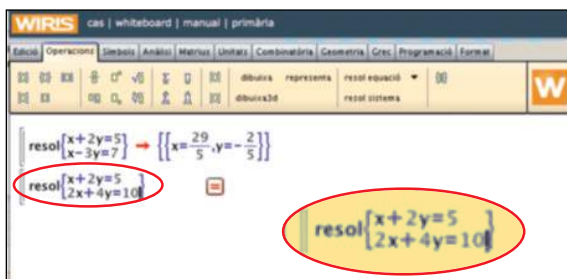 WIRIS cas | whiteboard | manual | primària
Edició Operacions Símbols Anàlisi Matrius Unitats Combinatòria Geometria Grec Programació Format
dibuixa representa resol equació
dibuixa3d resol sistema
W
resol{x+2y=5
x-3y=7} → {{x=29/5,y=-2/5}}
resol{x+2y=5
2x+4y=10} =
resol{x+2y=5
2x+4y=10}